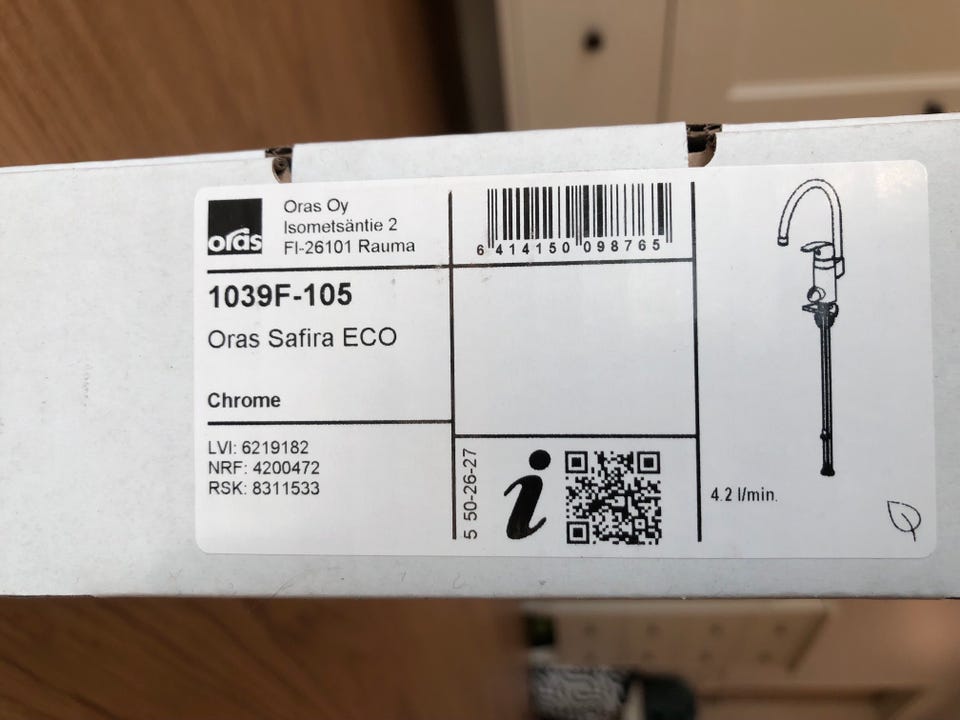 oras
Oras Oy
Isometsäntie 2
FI-26101 Rauma
1039F-105
Oras Safira ECO
Chrome
LVI: 6219182
NRF: 4200472
RSK: 8311533
6 414150 098765
5 50-26-27
i
4.2 l/min.